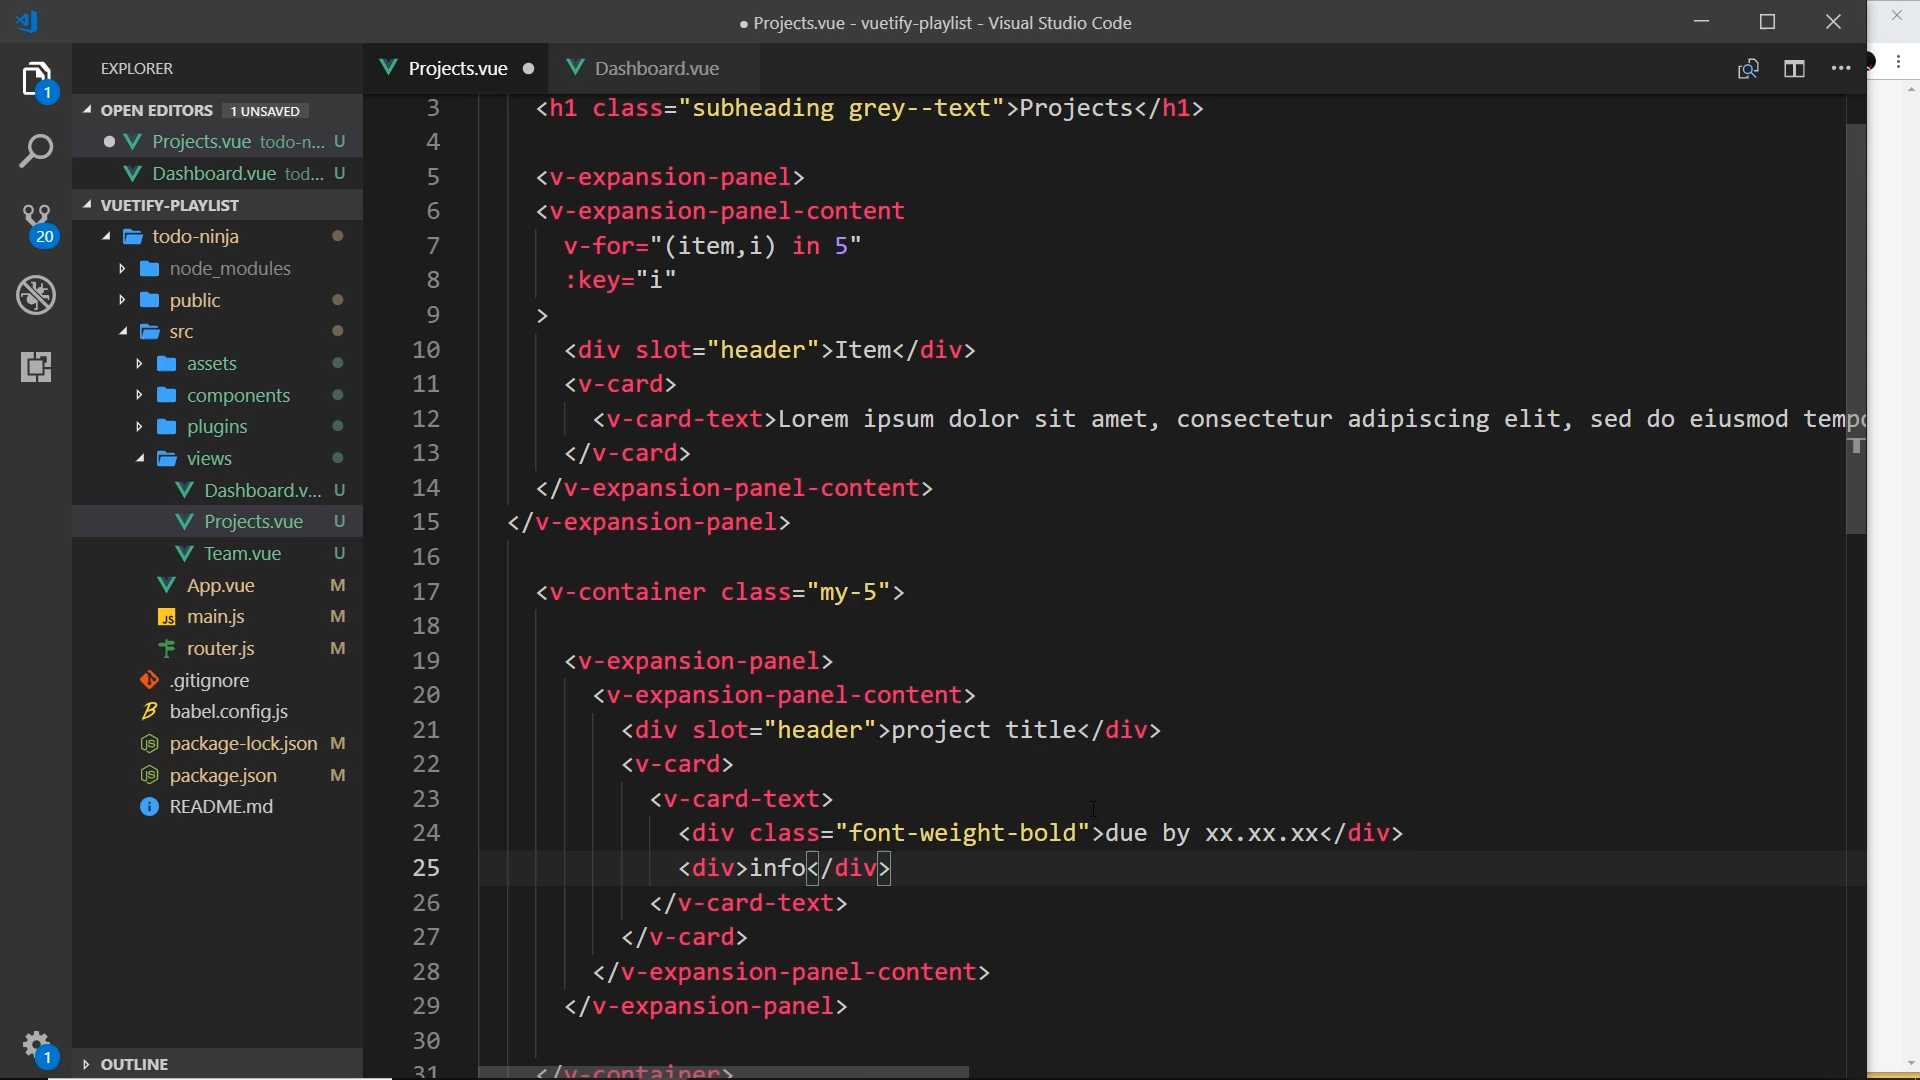 ● Projects.vue - vuetify-playlist - Visual Studio Code
EXPLORER
Projects.vue
Dashboard.vue
OPEN EDITORS 1 UNSAVED
Projects.vue todo-n... U
Dashboard.vue tod... U
VUETIFY-PLAYLIST
todo-ninja
node_modules
public
src
assets
components
plugins
views
Dashboard.v... U
Projects.vue U
Team.vue U
App.vue M
JS main.js M
router.js M
.gitignore
babel.config.js
package-lock.json M
package.json M
README.md
OUTLINE
1
20
1
3 <h1 class="subheading grey--text">Projects</h1>
4
5 <v-expansion-panel>
6 <v-expansion-panel-content
7 v-for="(item,i) in 5"
8 :key="i"
9 >
10 <div slot="header">Item</div>
11 <v-card>
12 <v-card-text>Lorem ipsum dolor sit amet, consectetur adipiscing elit, sed do eiusmod temp
13 </v-card>
14 </v-expansion-panel-content>
15 </v-expansion-panel>
16
17 <v-container class="my-5">
18
19 <v-expansion-panel>
20 <v-expansion-panel-content>
21 <div slot="header">project title</div>
22 <v-card>
23 <v-card-text>
24 <div class="font-weight-bold">due by xx.xx.xx</div>
25 <div>info</div>
26 </v-card-text>
27 </v-card>
28 </v-expansion-panel-content>
29 </v-expansion-panel>
30
31 </v-container>